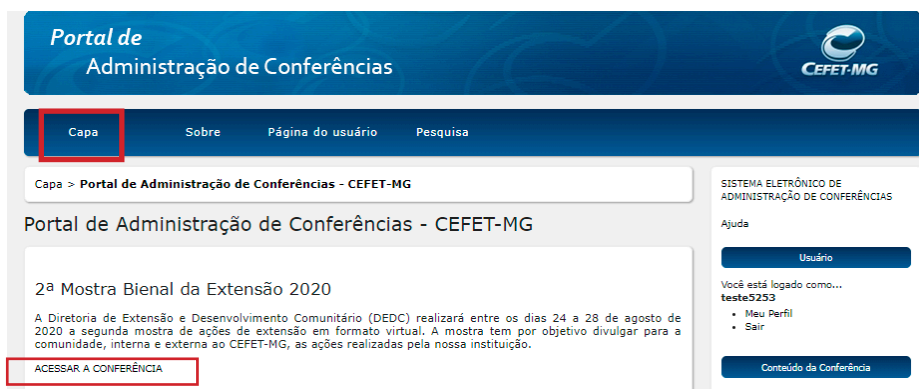 Portal de
Administração de Conferências
CEFET-MG
Capa Sobre Página do usuário Pesquisa
Capa > Portal de Administração de Conferências - CEFET-MG
Portal de Administração de Conferências - CEFET-MG
2ª Mostra Bienal da Extensão 2020
A Diretoria de Extensão e Desenvolvimento Comunitário (DEDC) realizará entre os dias 24 a 28 de agosto de
2020 a segunda mostra de ações de extensão em formato virtual. A mostra tem por objetivo divulgar para a
comunidade, interna e externa ao CEFET-MG, as ações realizadas pela nossa instituição.
ACESSAR A CONFERÊNCIA
SISTEMA ELETRÔNICO DE
ADMINISTRAÇÃO DE CONFERÊNCIAS
Ajuda
Usuário
Você está logado como...
teste5253
• Meu Perfil
• Sair
Conteúdo da Conferência